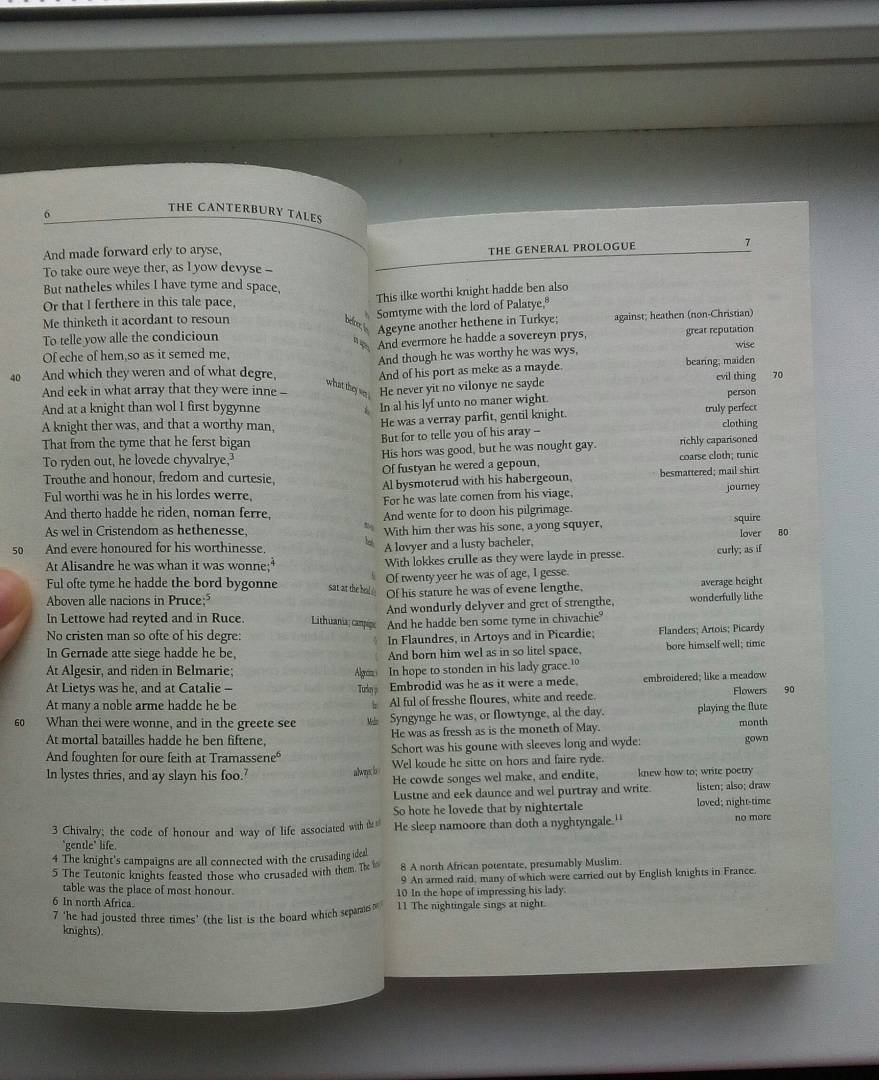 6
THE CANTERBURY TALES
And made forward erly to aryse,
To take oure weye ther, as I yow devyse –
But natheles whiles I have tyme and space,
Or that I ferthere in this tale pace,
Me thinketh it acordant to resoun
To telle yow alle the condicioun
Of eche of hem,so as it semed me,
40 And which they weren and of what degre,
And eek in what array that they were inne – what they
And at a knight than wol I first bygynne
A knight ther was, and that a worthy man,
That from the tyme that he ferst bigan
To ryden out, he lovede chyvalrye,3
Trouthe and honour, fredom and curtesie,
Ful worthi was he in his lordes werre,
And therto hadde he riden, noman ferre,
As wel in Cristendom as hethenesse,
50 And evere honoured for his worthinesse.
At Alisandre he was whan it was wonne;4
Ful ofte tyme he hadde the bord bygonne sat at the head
Aboven alle nacions in Pruce;5
In Lettowe had reyted and in Ruce. Lithuania;
No cristen man so ofte of his degre:
In Gernade atte siege hadde he be,
At Algesir, and riden in Belmarie;
At Lietys was he, and at Catalie – Turkey
At many a noble arme hadde he be
60 Whan thei were wonne, and in the greete see
At mortal batailles hadde he ben fiftene,
And foughten for oure feith at Tramassene6
In lystes thries, and ay slayn his foo.7 always;
3 Chivalry; the code of honour and way of life associated with the
'gentle' life.
4 The knight's campaigns are all connected with the crusading ideal.
5 The Teutonic knights feasted those who crusaded with them. The
table was the place of most honour.
6 In north Africa.
7 'he had jousted three times' (the list is the board which separates
knights).
THE GENERAL PROLOGUE
7
This ilke worthi knight hadde ben also
Somtyme with the lord of Palatye,8
Ageyne another hethene in Turkye; against; heathen (non-Christian)
And evermore he hadde a sovereyn prys, great reputation
And though he was worthy he was wys, wise
And of his port as meke as a mayde. bearing; maiden
He never yit no vilonye ne sayde evil thing 70
In al his lyf unto no maner wight. person
He was a verray parfit, gentil knight. truly perfect
But for to telle you of his aray – clothing
His hors was good, but he was nought gay. richly caparisoned
Of fustyan he wered a gepoun, coarse cloth; tunic
Al bysmoterud with his habergeoun, besmattered; mail shirt
For he was late comen from his viage, journey
And wente for to doon his pilgrimage.
With him ther was his sone, a yong squyer, squire
A lovyer and a lusty bacheler, lover 80
With lokkes crulle as they were layde in presse. curly; as if
Of twenty yeer he was of age, I gesse.
Of his stature he was of evene lengthe, average height
And wondurly delyver and gret of strengthe, wonderfully lithe
And he hadde ben some tyme in chivachie9
In Flaundres, in Artoys and in Picardie; Flanders; Artois; Picardy
And born him wel as in so litel space, bore himself well; time
In hope to stonden in his lady grace.10
Embrodid was he as it were a mede, embroidered; like a meadow
Al ful of fresshe floures, white and reede. Flowers 90
Syngynge he was, or flowtynge, al the day. playing the flute
He was as fressh as is the moneth of May. month
Schort was his goune with sleeves long and wyde: gown
Wel koude he sitte on hors and faire ryde.
He cowde songes wel make, and endite, knew how to; write poetry
Lustne and eek daunce and wel purtray and write. listen; also; draw
So hote he lovede that by nightertale loved; night-time
He sleep namoore than doth a nyghtyngale.11 no more
8 A north African potentate, presumably Muslim.
9 An armed raid, many of which were carried out by English knights in France.
10 In the hope of impressing his lady.
11 The nightingale sings at night.